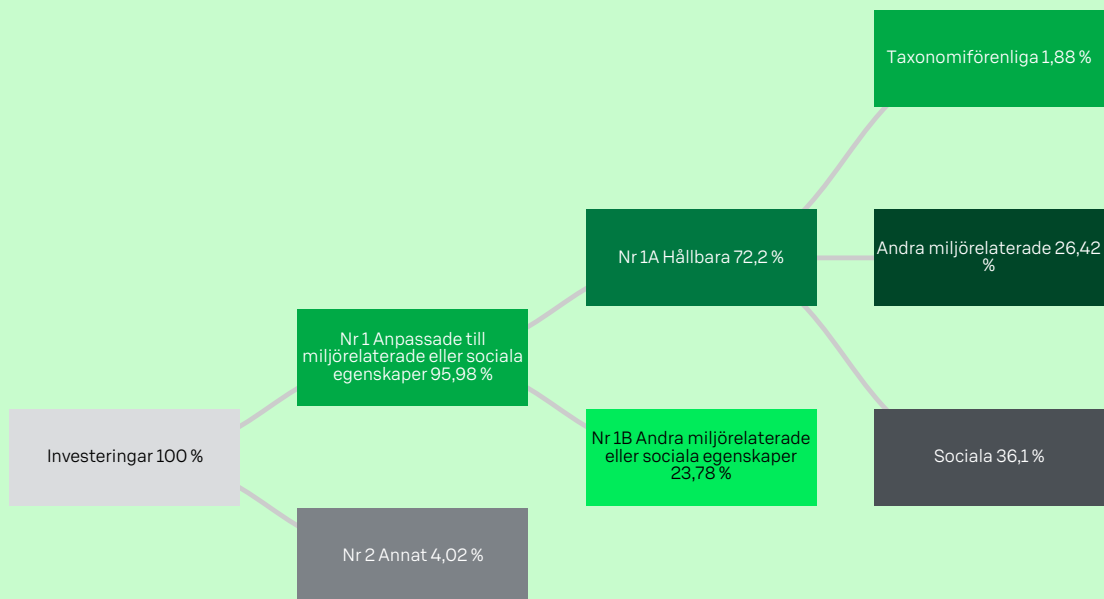 Taxonomiförenliga 1,88 %
Andra miljörelaterade 26,42
%
Nr 1A Hållbara 72,2 %
Nr 1 Anpassade till
miljörelaterade eller sociala
egenskaper 95,98 %
Investeringar 100 %
Nr 1B Andra miljörelaterade
eller sociala egenskaper
23,78 %
Sociala 36,1 %
Nr 2 Annat 4,02 %